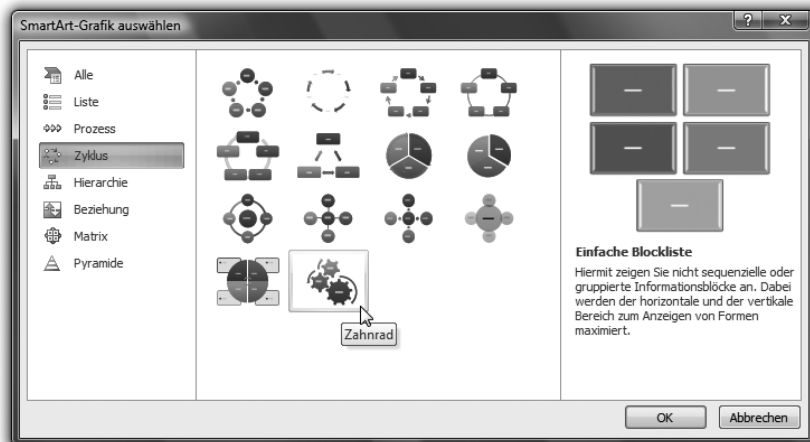 SmartArt-Grafik auswählen
Alle
Liste
Prozess
Zyklus
Hierarchie
Beziehung
Matrix
Pyramide
Zahnrad
Einfache Blockliste
Hiermit zeigen Sie nicht sequenzielle oder
gruppierte Informationsblöcke an. Dabei
werden der horizontale und der vertikale
Bereich zum Anzeigen von Formen
maximiert.
OK
Abbrechen